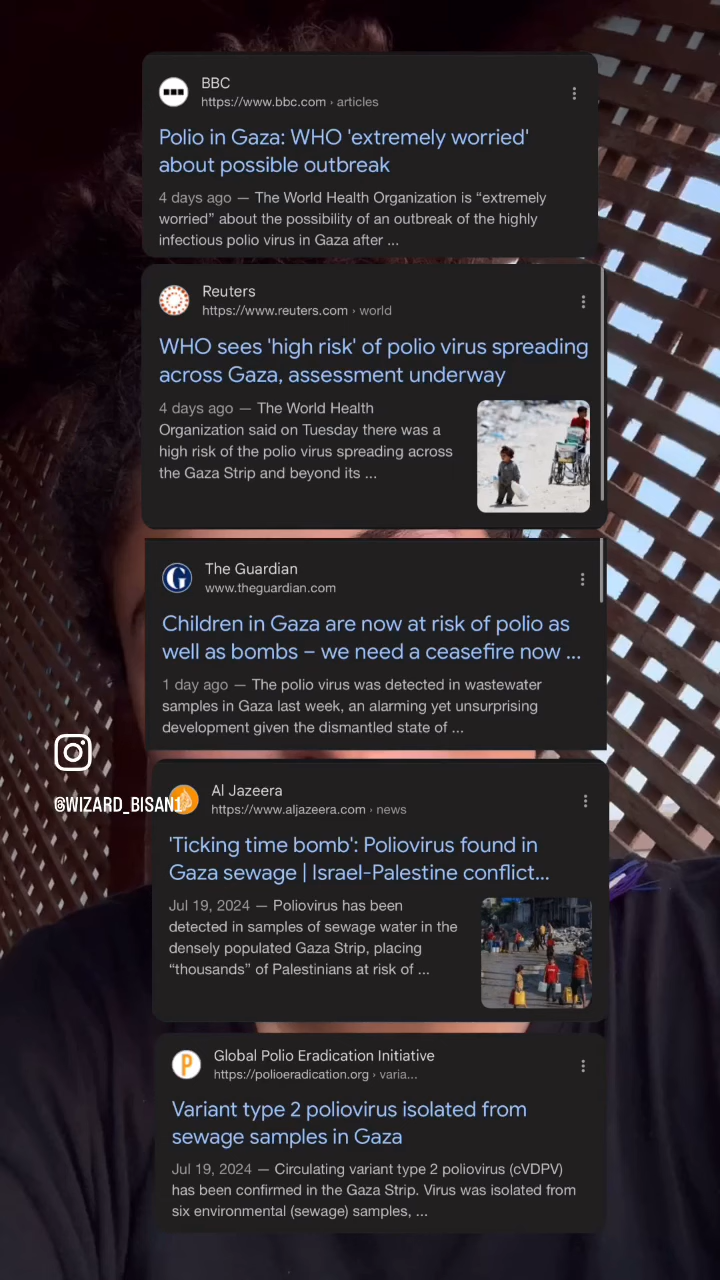 BBC
https://www.bbc.com › articles
Polio in Gaza: WHO 'extremely worried'
about possible outbreak
4 days ago — The World Health Organization is “extremely
worried” about the possibility of an outbreak of the highly
infectious polio virus in Gaza after ...
Reuters
https://www.reuters.com › world
WHO sees 'high risk' of polio virus spreading
across Gaza, assessment underway
4 days ago — The World Health
Organization said on Tuesday there was a
high risk of the polio virus spreading across
the Gaza Strip and beyond its ...
The Guardian
www.theguardian.com
Children in Gaza are now at risk of polio as
well as bombs – we need a ceasefire now ...
1 day ago — The polio virus was detected in wastewater
samples in Gaza last week, an alarming yet unsurprising
development given the dismantled state of ...
@WIZARD_BISAN1
Al Jazeera
https://www.aljazeera.com › news
'Ticking time bomb': Poliovirus found in
Gaza sewage | Israel-Palestine conflict...
Jul 19, 2024 — Poliovirus has been
detected in samples of sewage water in the
densely populated Gaza Strip, placing
“thousands” of Palestinians at risk of ...
Global Polio Eradication Initiative
https://polioeradication.org › varia...
Variant type 2 poliovirus isolated from
sewage samples in Gaza
Jul 19, 2024 — Circulating variant type 2 poliovirus (cVDPV)
has been confirmed in the Gaza Strip. Virus was isolated from
six environmental (sewage) samples, ...